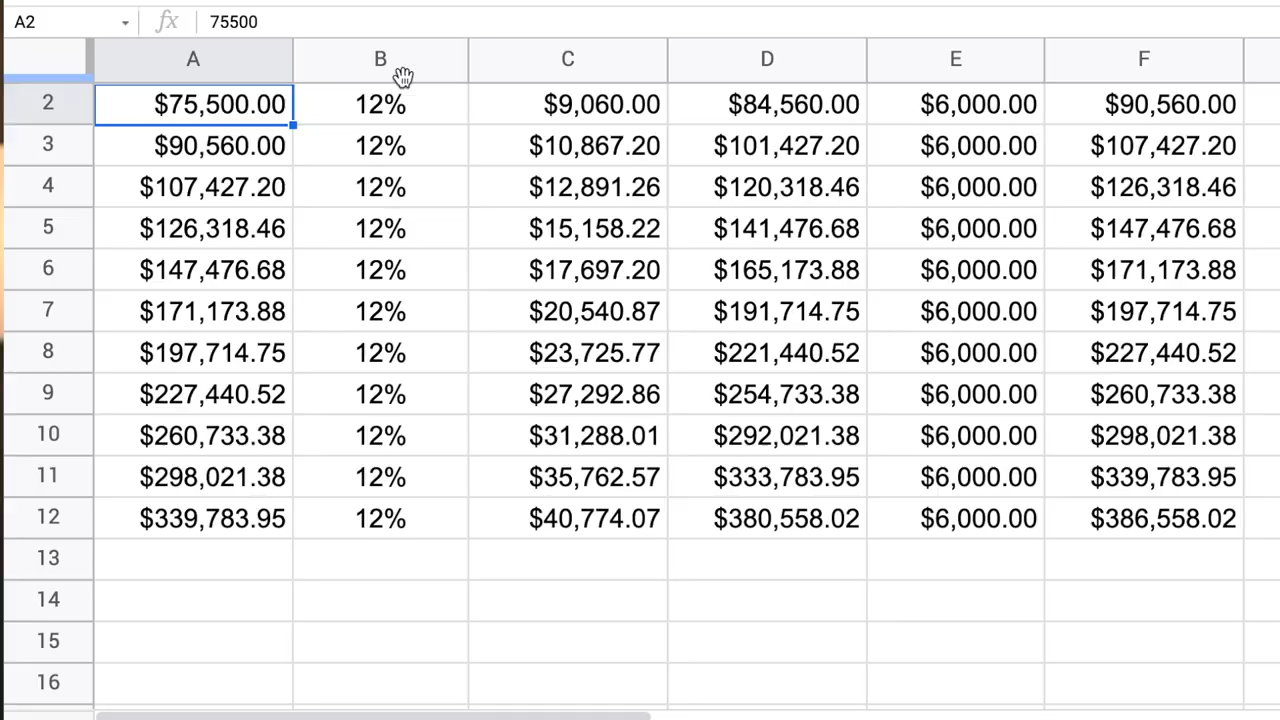 A2 fx 75500
A B C D E F
2 $75,500.00 12% $9,060.00 $84,560.00 $6,000.00 $90,560.00
3 $90,560.00 12% $10,867.20 $101,427.20 $6,000.00 $107,427.20
4 $107,427.20 12% $12,891.26 $120,318.46 $6,000.00 $126,318.46
5 $126,318.46 12% $15,158.22 $141,476.68 $6,000.00 $147,476.68
6 $147,476.68 12% $17,697.20 $165,173.88 $6,000.00 $171,173.88
7 $171,173.88 12% $20,540.87 $191,714.75 $6,000.00 $197,714.75
8 $197,714.75 12% $23,725.77 $221,440.52 $6,000.00 $227,440.52
9 $227,440.52 12% $27,292.86 $254,733.38 $6,000.00 $260,733.38
10 $260,733.38 12% $31,288.01 $292,021.38 $6,000.00 $298,021.38
11 $298,021.38 12% $35,762.57 $333,783.95 $6,000.00 $339,783.95
12 $339,783.95 12% $40,774.07 $380,558.02 $6,000.00 $386,558.02
13
14
15
16